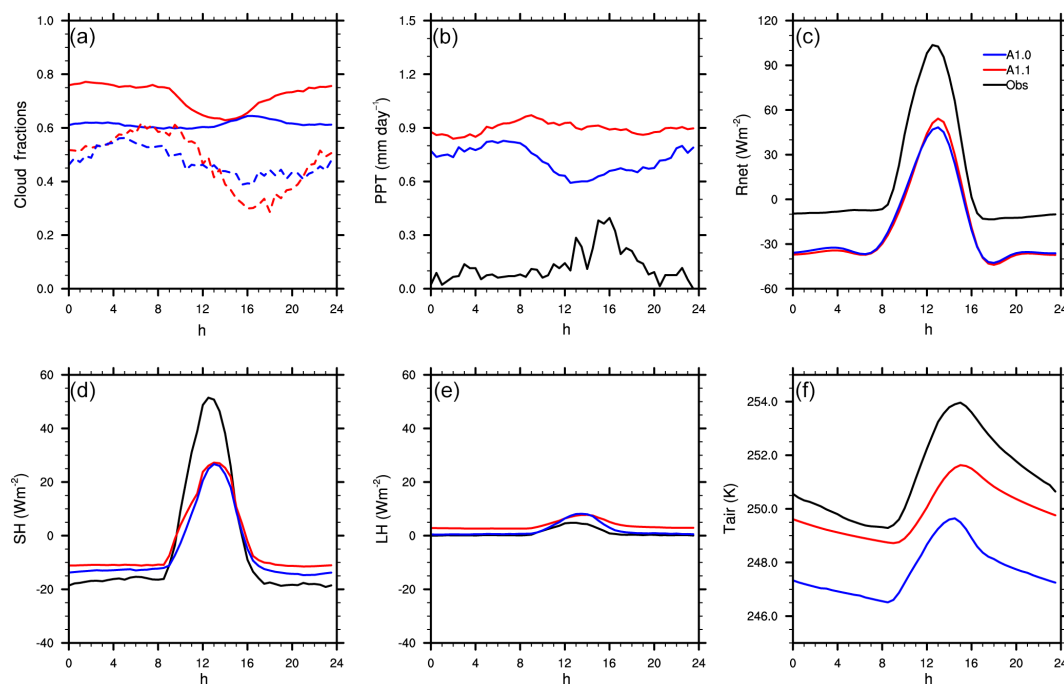 (a)
Cloud fractions
1.0
0.8
0.6
0.4
0.2
0.0
0 4 8 12 16 20 24
h
(b)
PPT (mm day⁻¹)
1.5
1.2
0.9
0.6
0.3
0.0
0 4 8 12 16 20 24
h
(c)
Rnet (Wm⁻²)
120
90
60
30
0
-30
-60
A1.0
A1.1
Obs
0 4 8 12 16 20 24
h
(d)
SH (Wm⁻²)
60
40
20
0
-20
-40
0 4 8 12 16 20 24
h
(e)
LH (Wm⁻²)
60
40
20
0
-20
-40
0 4 8 12 16 20 24
h
(f)
Tair (K)
254.0
252.0
250.0
248.0
246.0
0 4 8 12 16 20 24
h